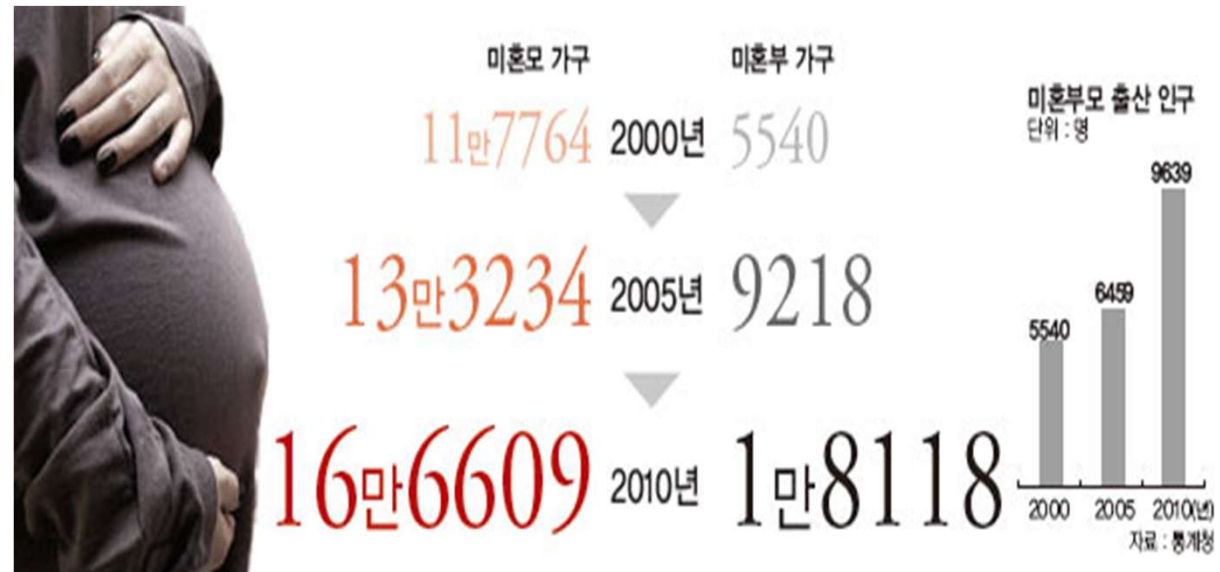 미혼모 가구 미혼부 가구
11만7764 2000년 5540
13만3234 2005년 9218
16만6609 2010년 1만8118
미혼부모 출산 인구
단위 : 명
9639
6459
5540
2000 2005 2010(년)
자료 : 통계청